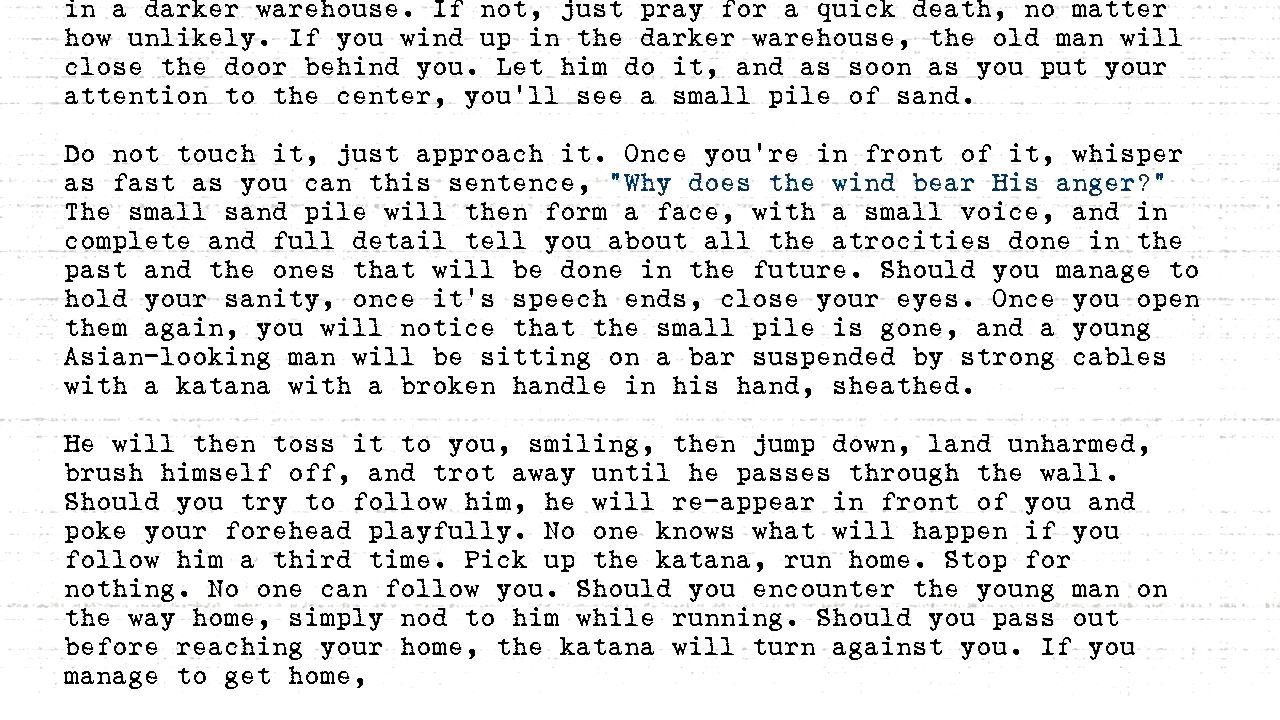 in a darker warehouse. If not, just pray for a quick death, no matter
how unlikely. If you wind up in the darker warehouse, the old man will
close the door behind you. Let him do it, and as soon as you put your
attention to the center, you'll see a small pile of sand.
Do not touch it, just approach it. Once you're in front of it, whisper
as fast as you can this sentence, "Why does the wind bear His anger?"
The small sand pile will then form a face, with a small voice, and in
complete and full detail tell you about all the atrocities done in the
past and the ones that will be done in the future. Should you manage to
hold your sanity, once it's speech ends, close your eyes. Once you open
them again, you will notice that the small pile is gone, and a young
Asian-looking man will be sitting on a bar suspended by strong cables
with a katana with a broken handle in his hand, sheathed.
He will then toss it to you, smiling, then jump down, land unharmed,
brush himself off, and trot away until he passes through the wall.
Should you try to follow him, he will re-appear in front of you and
poke your forehead playfully. No one knows what will happen if you
follow him a third time. Pick up the katana, run home. Stop for
nothing. No one can follow you. Should you encounter the young man on
the way home, simply nod to him while running. Should you pass out
before reaching your home, the katana will turn against you. If you
manage to get home,